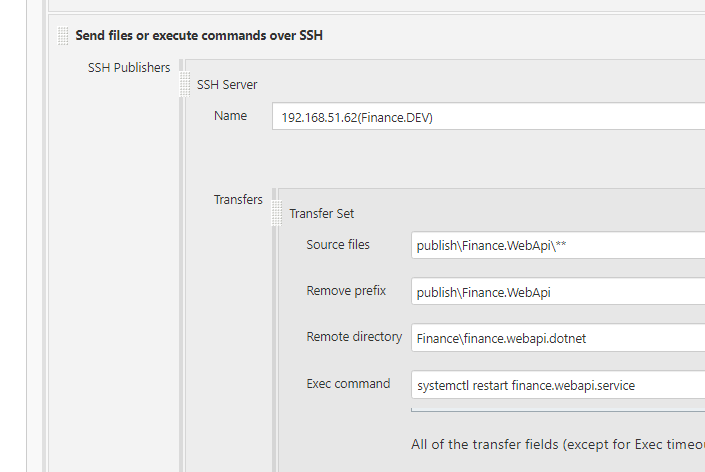 Send files or execute commands over SSH
SSH Publishers
SSH Server
Name
192.168.51.62(Finance.DEV)
Transfers
Transfer Set
Source files
publish\Finance.WebApi\**
Remove prefix
publish\Finance.WebApi
Remote directory
Finance\finance.webapi.dotnet
Exec command
systemctl restart finance.webapi.service
All of the transfer fields (except for Exec timeou